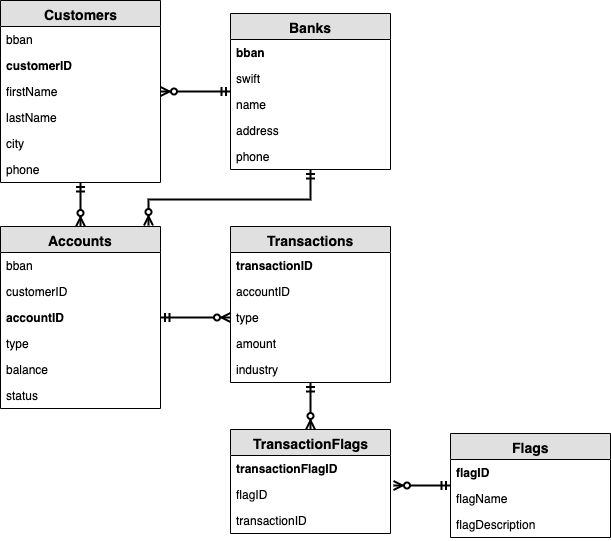 Customers
bban
customerID
firstName
lastName
city
phone
Banks
bban
swift
name
address
phone
Accounts
bban
customerID
accountID
type
balance
status
Transactions
transactionID
accountID
type
amount
industry
TransactionFlags
transactionFlagID
flagID
transactionID
Flags
flagID
flagName
flagDescription